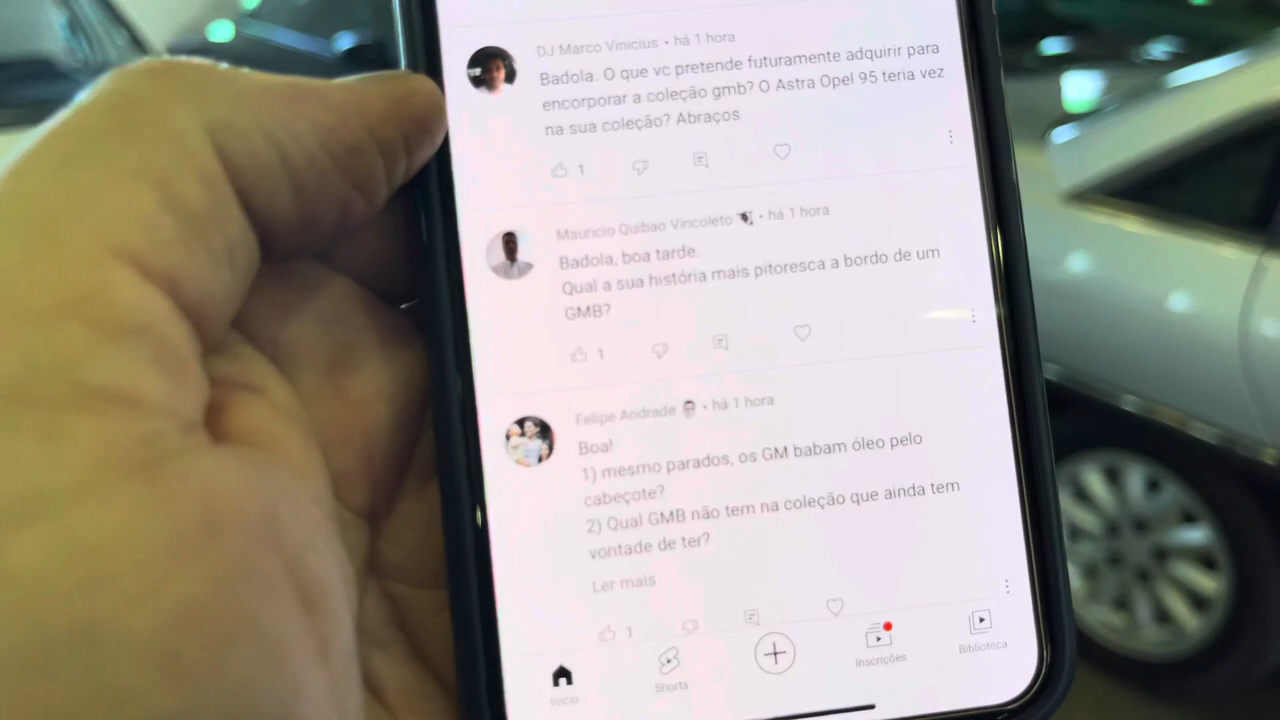 DJ Marco Vinicius • há 1 hora
Badola. O que vc pretende futuramente adquirir para
encorporar a coleção gmb? O Astra Opel 95 teria vez
na sua coleção? Abraços
1
Mauricio Quibao Vincoleto • há 1 hora
Badola, boa tarde.
Qual a sua história mais pitoresca a bordo de um
GMB?
1
Felipe Andrade • há 1 hora
Boa!
1) mesmo parados, os GM babam óleo pelo
cabeçote?
2) Qual GMB não tem na coleção que ainda tem
vontade de ter?
Ler mais
1
Início Shorts Inscrições Biblioteca